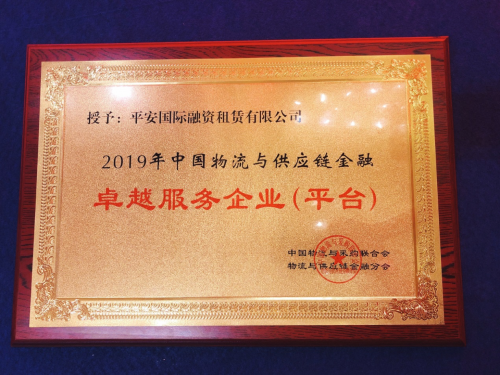 授予：平安国际融资租赁有限公司
2019年中国物流与供应链金融
卓越服务企业（平台）
中国物流与采购联合会
物流与供应链金融分会